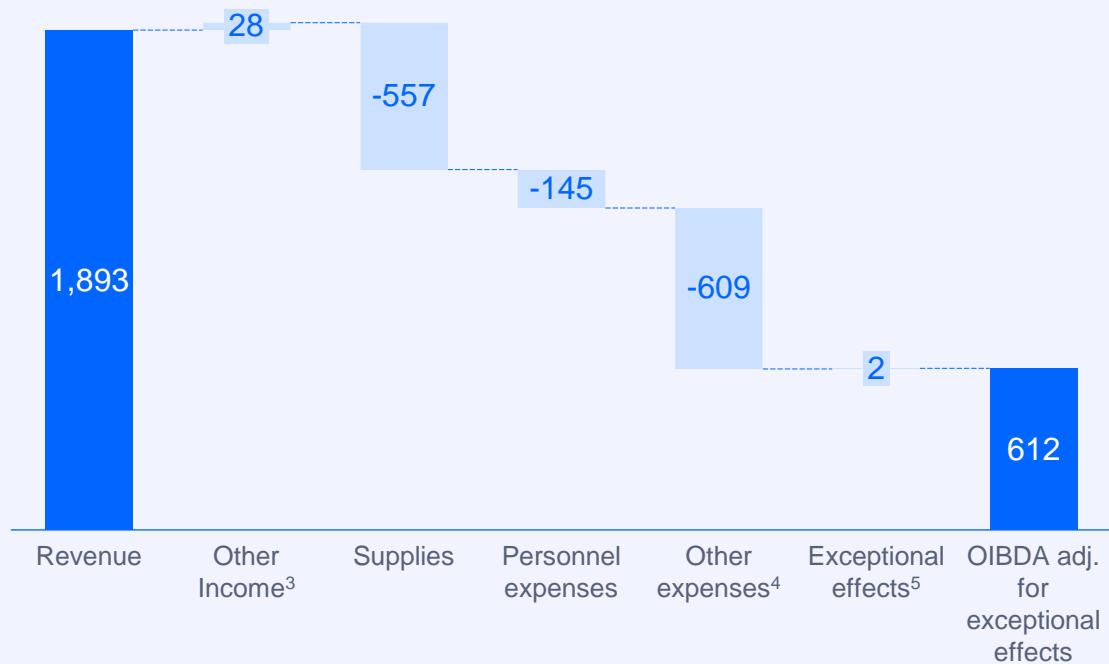 28
-557
-145
1,893
-609
2
612
Revenue
Other
Income³
Supplies
Personnel
expenses
Other
expenses⁴
Exceptional
effects⁵
OIBDA adj.
for
exceptional
effects